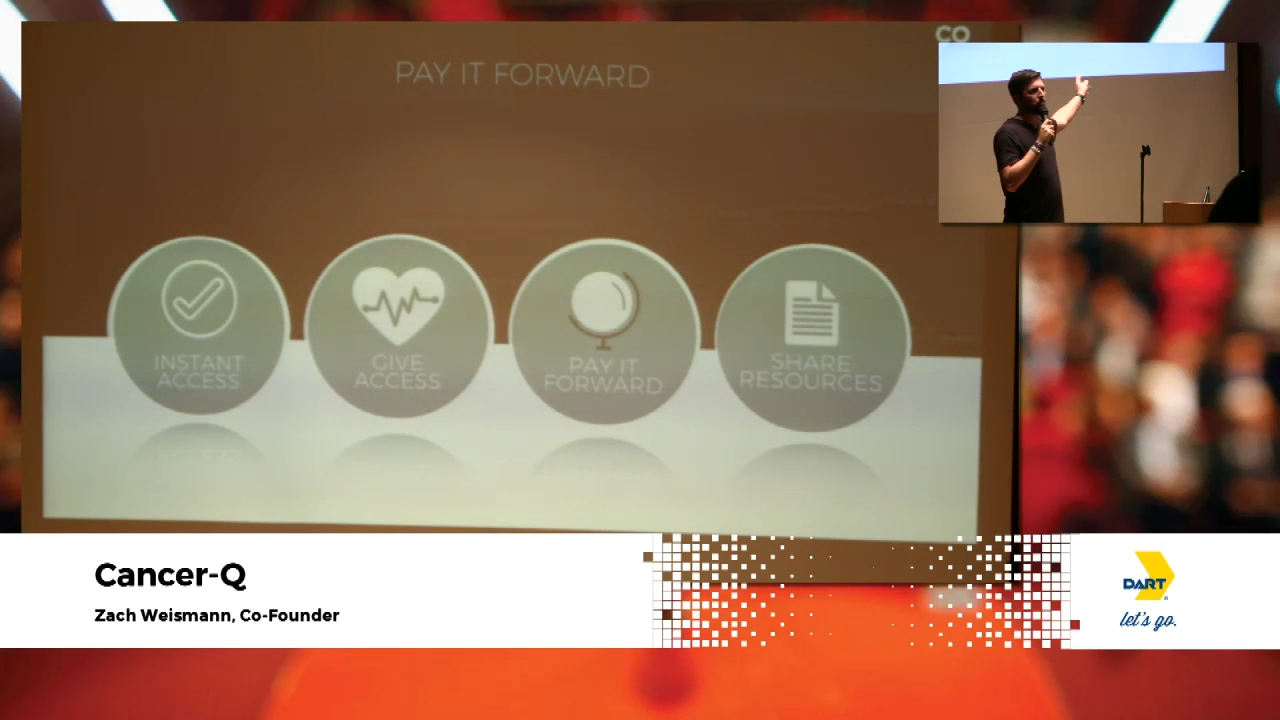 CO
PAY IT FORWARD
INSTANT
ACCESS
GIVE
ACCESS
PAY IT
FORWARD
SHARE
RESOURCES
Cancer-Q
Zach Weismann, Co-Founder
DART
let's go.